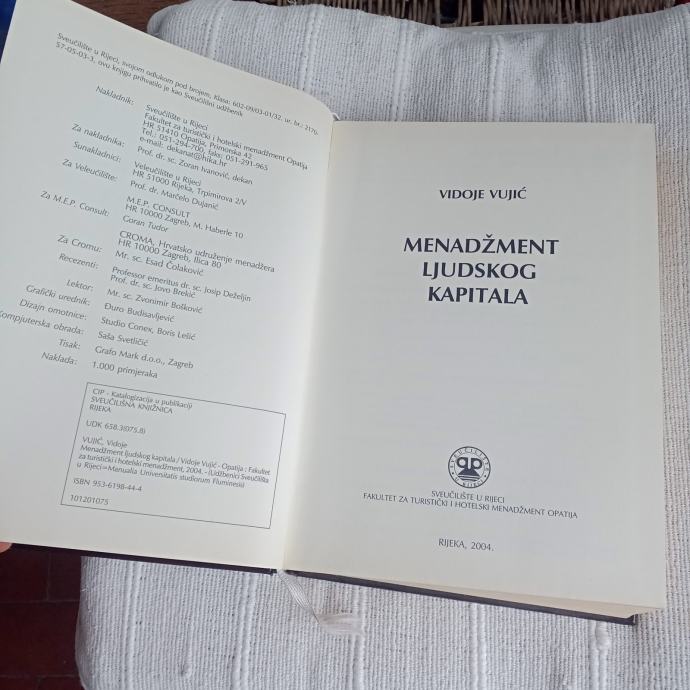 Sveučilište u Rijeci, svojom odlukom pod brojem, Klasa: 602-09/03-01/32, ur. br.: 2170-
57-05-03-3, ovu knjigu prihvatilo je kao Sveučilišni udžbenik
Nakladnik: Sveučilište u Rijeci
Fakultet za turistički i hotelski menadžment Opatija
HR 51410 Opatija, Primorska 42
Tel.: 051-294-700, faks: 051-291-965
e-mail: dekanat@hika.hr
Za nakladnika: Prof. dr. sc. Zoran Ivanović, dekan
Sunakladnici: Veleučilište u Rijeci
HR 51000 Rijeka, Trpimirova 2/V
Za Veleučilište: Prof. dr. Marčelo Dujanić
M.E.P. CONSULT
HR 10000 Zagreb, M. Haberle 10
Za M.E.P. Consult: Goran Tudor
CROMA, Hrvatsko udruženje menadžera
HR 10000 Zagreb, Ilica 80
Za Cromu: Mr. sc. Esad Čolaković
Recezenti: Professor emeritus dr. sc. Josip Deželjin
Prof. dr. sc. Jovo Brekić
Lektor: Mr. sc. Zvonimir Bošković
Grafički urednik: Đuro Budisavljević
Dizajn omotnice: Studio Conex, Boris Lešić
Kompjuterska obrada: Saša Svetličić
Tisak: Grafo Mark d.o.o., Zagreb
Naklada: 1.000 primjeraka
CIP - Katalogizacija u publikaciji
SVEUČILIŠNA KNJIŽNICA
RIJEKA
UDK 658.3(075.8)
VUJIĆ, Vidoje
Menadžment ljudskog kapitala / Vidoje Vujić - Opatija : Fakultet
za turistički i hotelski menadžment, 2004. - (Udžbenici Sveučilišta
u Rijeci=Manualia Universitatis studiorum Fluminesis)
ISBN 953-6198-44-4
101201075
VIDOJE VUJIĆ
MENADŽMENT
LJUDSKOG
KAPITALA
SVEUČILIŠTE U RIJECI
SVEUČILIŠTE U RIJECI
FAKULTET ZA TURISTIČKI I HOTELSKI MENADŽMENT OPATIJA
RIJEKA, 2004.